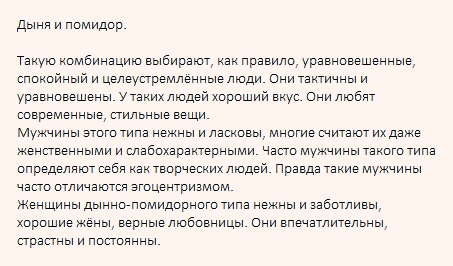 Дыня и помидор.
Такую комбинацию выбирают, как правило, уравновешенные,
спокойный и целеустремлённые люди. Они тактичны и
уравновешены. У таких людей хороший вкус. Они любят
современные, стильные вещи.
Мужчины этого типа нежны и ласковы, многие считают их даже
женственными и слабохарактерными. Часто мужчины такого типа
определяют себя как творческих людей. Правда такие мужчины
часто отличаются эгоцентризмом.
Женщины дынно-помидорного типа нежны и заботливы,
хорошие жёны, верные любовницы. Они впечатлительны,
страстны и постоянны.